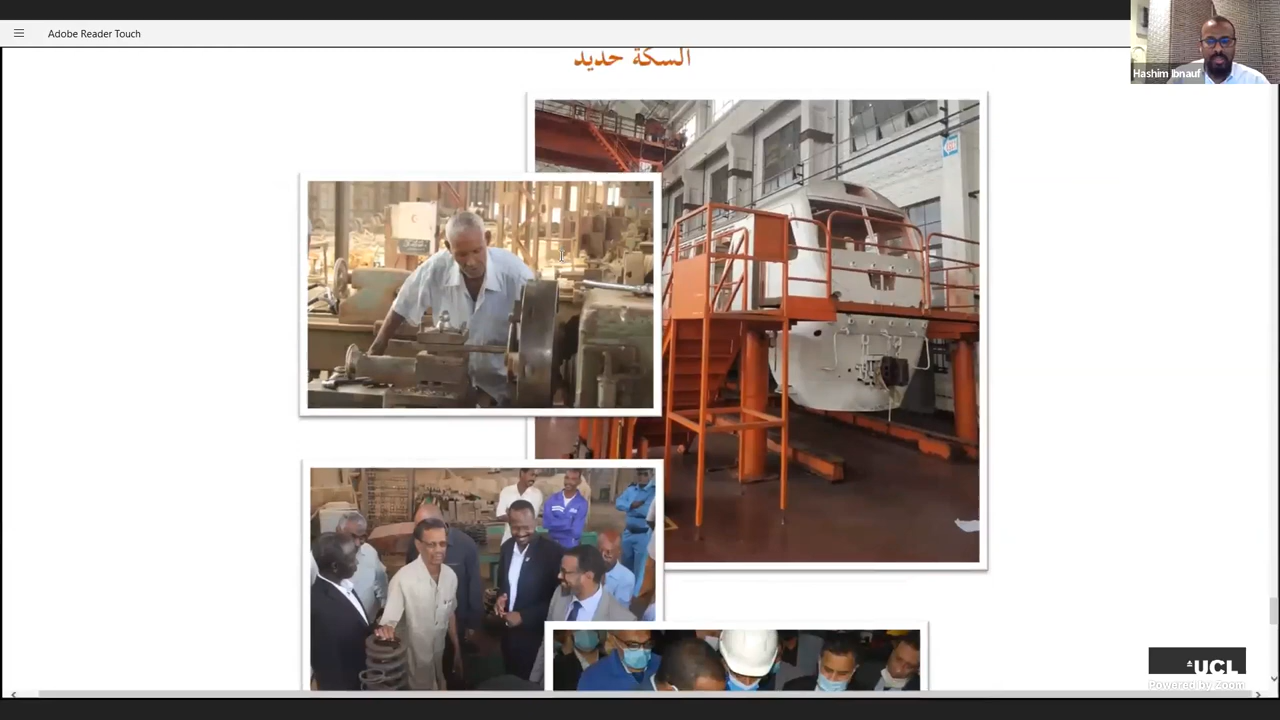 Adobe Reader Touch
السكة حديد
Hashim Ibnauf
UCL
Powered by Zoom